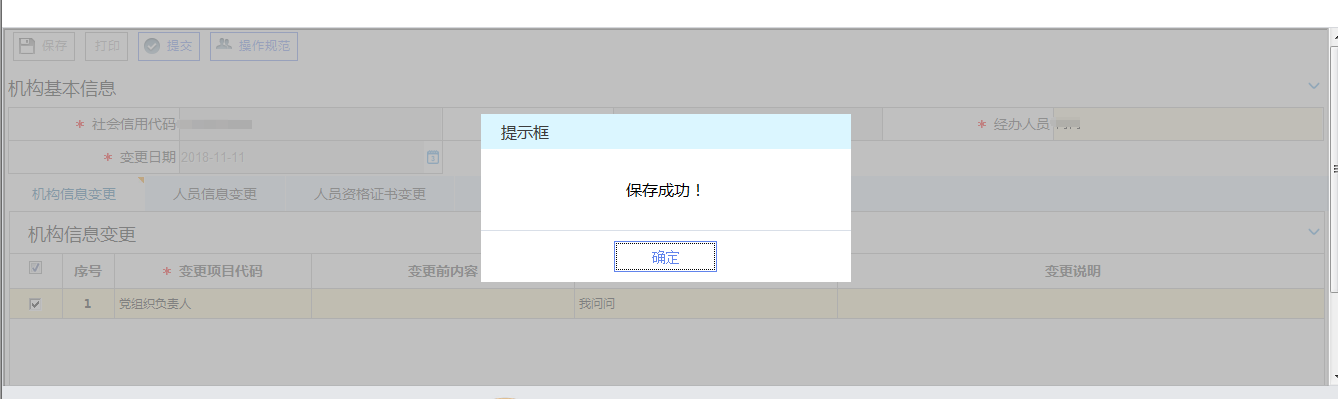 保存 打印 提交 操作规范
机构基本信息
* 社会信用代码 * 经办人员
* 变更日期 2018-11-11
提示框
保存成功！
确定
机构信息变更 人员信息变更 人员资格证书变更
机构信息变更
序号 * 变更项目代码 变更前内容 变更说明
1 党组织负责人 我问问